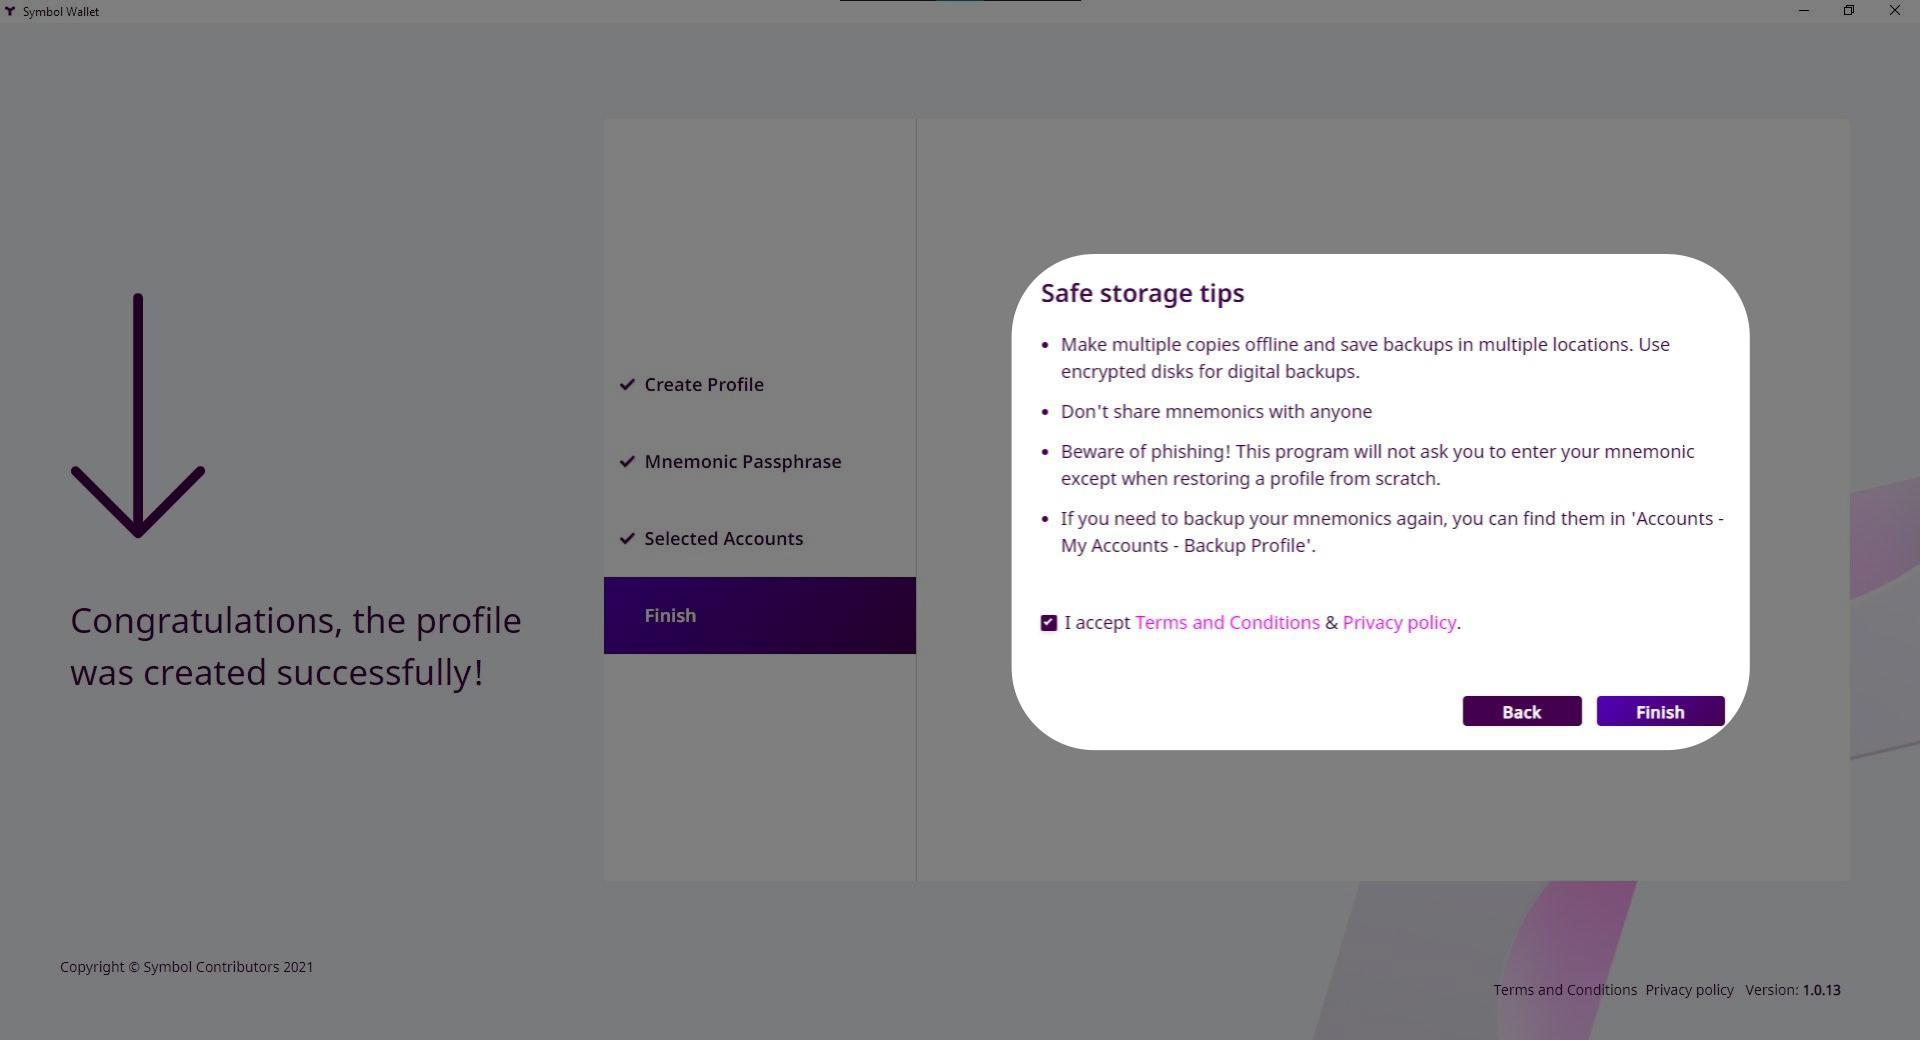 Symbol Wallet
Congratulations, the profile
was created successfully!
Create Profile
Mnemonic Passphrase
Selected Accounts
Finish
Safe storage tips
• Make multiple copies offline and save backups in multiple locations. Use
encrypted disks for digital backups.
• Don't share mnemonics with anyone
• Beware of phishing! This program will not ask you to enter your mnemonic
except when restoring a profile from scratch.
• If you need to backup your mnemonics again, you can find them in 'Accounts -
My Accounts - Backup Profile'.
I accept Terms and Conditions & Privacy policy.
Back Finish
Copyright © Symbol Contributors 2021
Terms and Conditions Privacy policy Version: 1.0.13